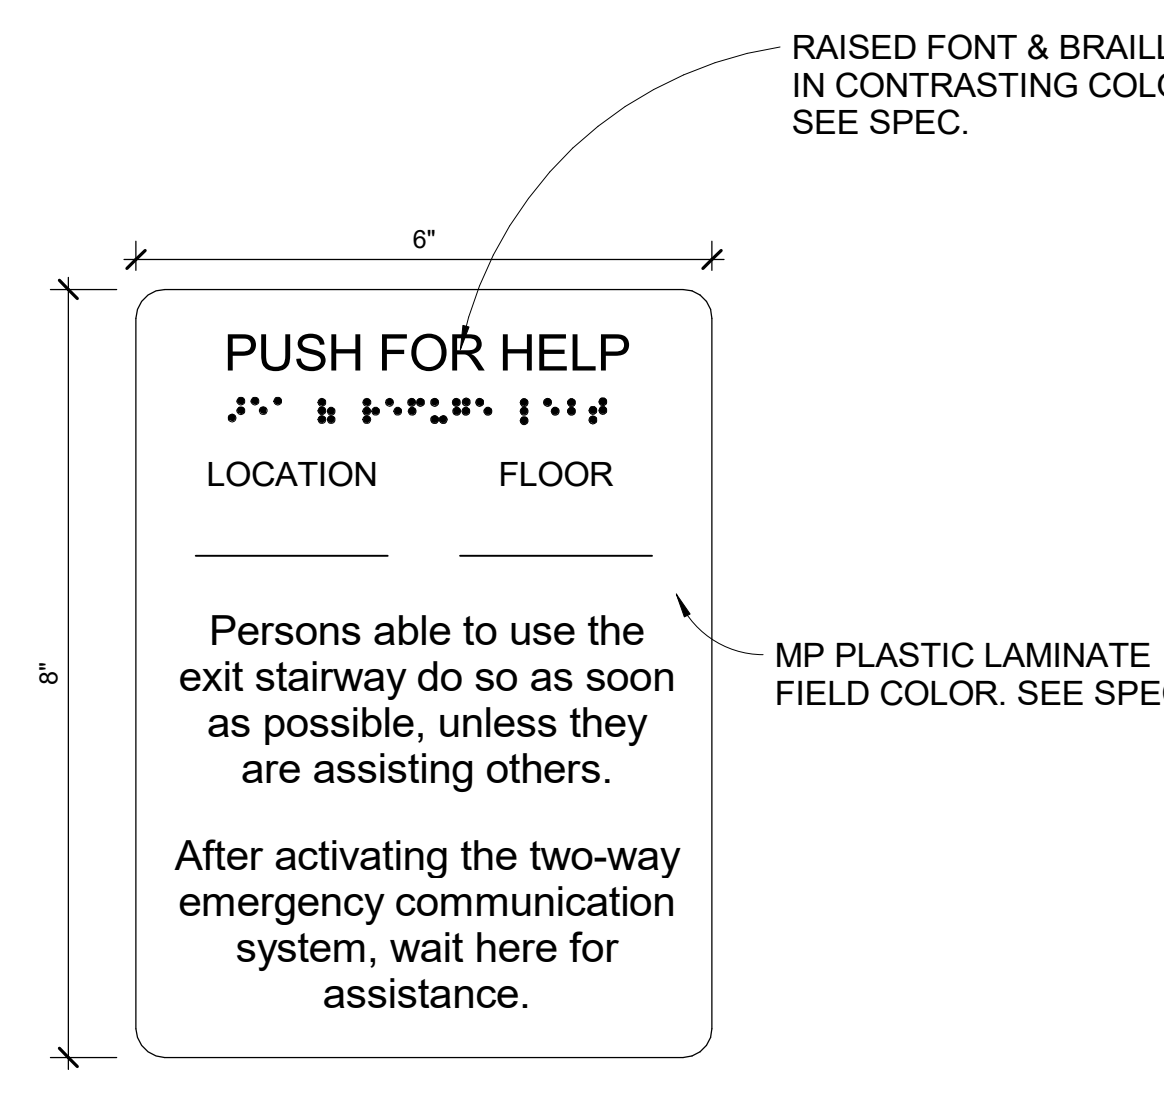 RAISED FONT & BRAILL
IN CONTRASTING COLO
SEE SPEC.
6"
PUSH FOR HELP
LOCATION FLOOR
Persons able to use the
exit stairway do so as soon
as possible, unless they
are assisting others.
After activating the two-way
emergency communication
system, wait here for
assistance.
8"
MP PLASTIC LAMINATE
FIELD COLOR. SEE SPE